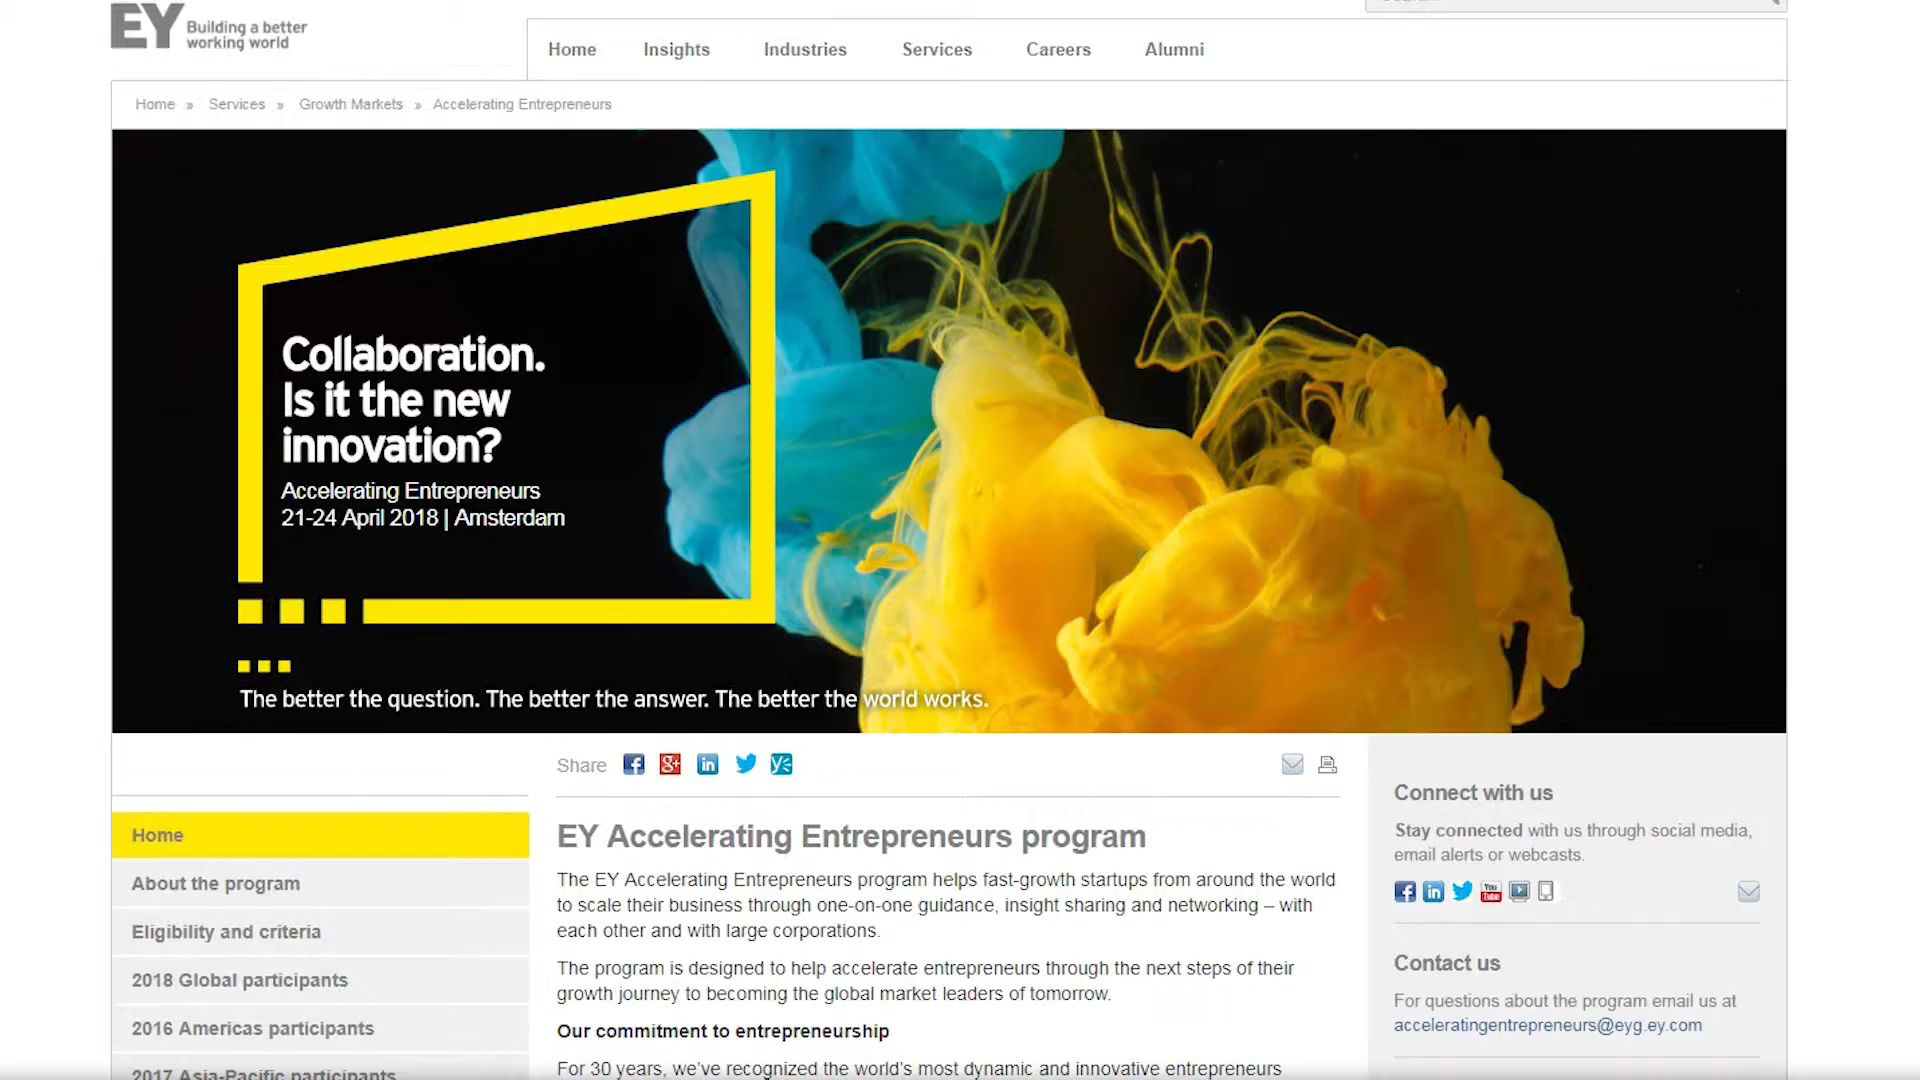 EY Building a better
working world
Home Insights Industries Services Careers Alumni
Home » Services » Growth Markets » Accelerating Entrepreneurs
Collaboration.
Is it the new
innovation?
Accelerating Entrepreneurs
21-24 April 2018 | Amsterdam
The better the question. The better the answer. The better the world works.
Share
Home
About the program
Eligibility and criteria
2018 Global participants
2016 Americas participants
2017 Asia-Pacific participants
EY Accelerating Entrepreneurs program
The EY Accelerating Entrepreneurs program helps fast-growth startups from around the world
to scale their business through one-on-one guidance, insight sharing and networking – with
each other and with large corporations.
The program is designed to help accelerate entrepreneurs through the next steps of their
growth journey to becoming the global market leaders of tomorrow.
Our commitment to entrepreneurship
For 30 years, we've recognized the world's most dynamic and innovative entrepreneurs
Connect with us
Stay connected with us through social media,
email alerts or webcasts.
Contact us
For questions about the program email us at
acceleratingentrepreneurs@eyg.ey.com